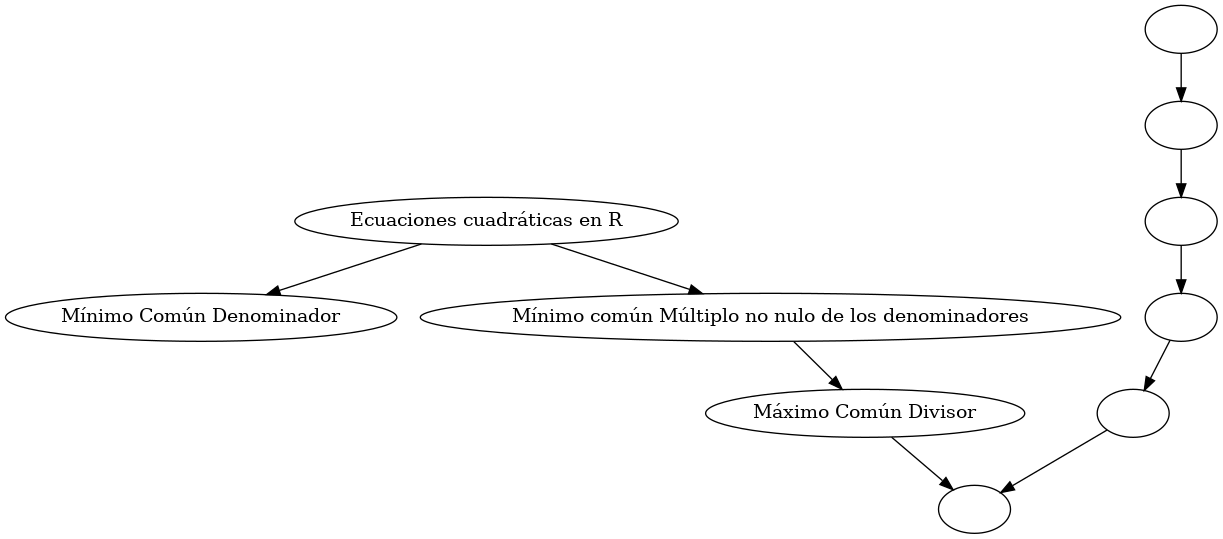 Ecuaciones cuadráticas en R
Mínimo Común Denominador
Mínimo común Múltiplo no nulo de los denominadores
Máximo Común Divisor